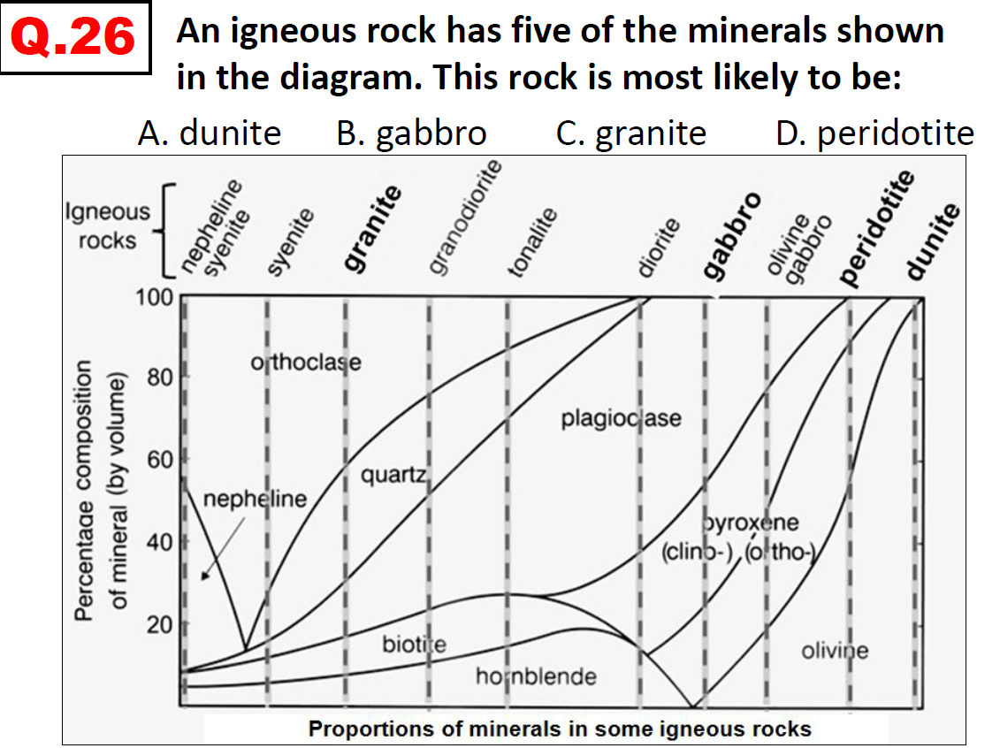 Q.26
An igneous rock has five of the minerals shown
in the diagram. This rock is most likely to be:
A. dunite B. gabbro C. granite D. peridotite
Igneous
rocks
nepheline
syenite
syenite
granite
granodiorite
tonalite
diorite
gabbro
olivine
gabbro
peridotite
dunite
Percentage composition
of mineral (by volume)
100
80
60
40
20
orthoclase
plagioclase
quartz
nepheline
pyroxene
(clino-) (ortho-)
biotite
olivine
hornblende
Proportions of minerals in some igneous rocks